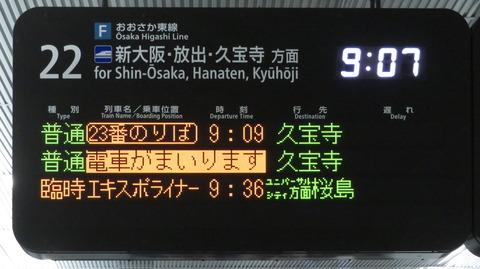 F おおさか東線
Ōsaka Higashi Line
22 新大阪・放出・久宝寺 方面
for Shin-Ōsaka, Hanaten, Kyūhōji
9:07
種 別 列車名／乗車位置 時 刻 行 先 遅 れ
Type Train Name / Boarding Position Departure Time Destination Delay
普通 23番のりば 9:09 久宝寺
普通 電車がまいります 久宝寺
臨時 エキスポライナー 9:36 ユニバーサルシティ方面 桜島